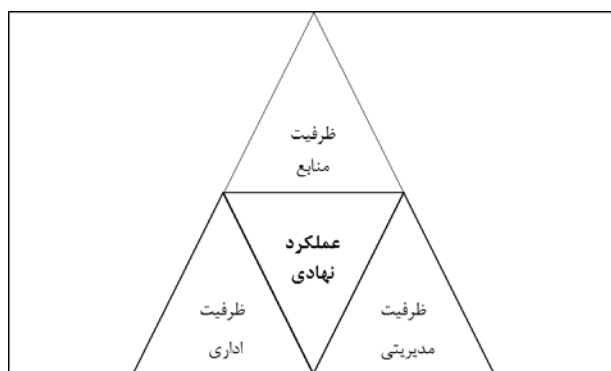 ظرفیت
منابع
عملکرد
نهادی
ظرفیت
مدیریتی
ظرفیت
اداری